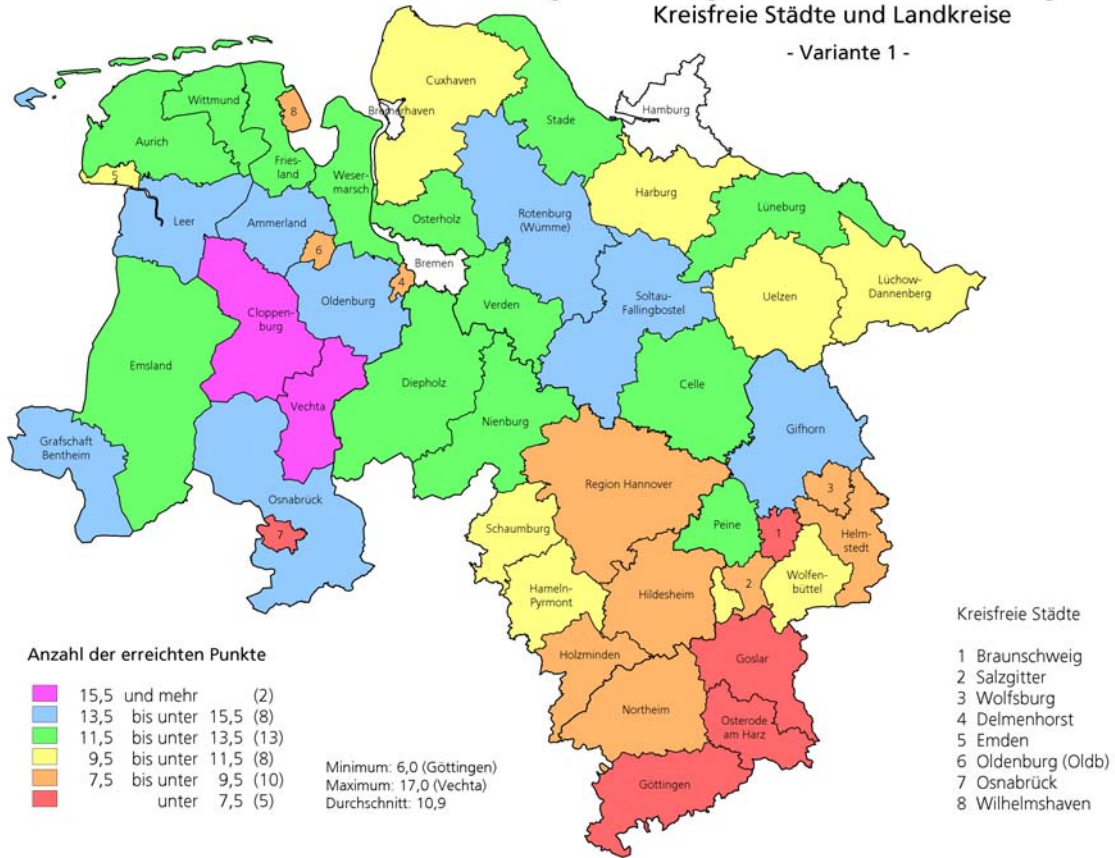 Kreisfreie Städte und Landkreise
- Variante 1 -
Cuxhaven
Wittmund
8
Bremerhaven
Hamburg
Stade
Aurich
Fries-
land
Weser-
marsch
5
Harburg
Osterholz
Lüneburg
Leer
Ammerland
Rotenburg
(Wümme)
6
Bremen
4
Oldenburg
Soltau-
Fallingbostel
Uelzen
Lüchow-
Dannenberg
Verden
Cloppen-
burg
Emsland
Diepholz
Celle
Vechta
Nienburg
Gifhorn
Grafschaft
Bentheim
Region Hannover
3
Osnabrück
Schaumburg
Peine
1
7
Helm-
stedt
Hameln-
Pyrmont
Hildesheim
2
Wolfen-
büttel
Holzminden
Goslar
Northeim
Osterode
am Harz
Göttingen
Anzahl der erreichten Punkte
15,5 und mehr (2)
13,5 bis unter 15,5 (8)
11,5 bis unter 13,5 (13)
9,5 bis unter 11,5 (8)
7,5 bis unter 9,5 (10)
unter 7,5 (5)
Minimum: 6,0 (Göttingen)
Maximum: 17,0 (Vechta)
Durchschnitt: 10,9
Kreisfreie Städte
1 Braunschweig
2 Salzgitter
3 Wolfsburg
4 Delmenhorst
5 Emden
6 Oldenburg (Oldb)
7 Osnabrück
8 Wilhelmshaven